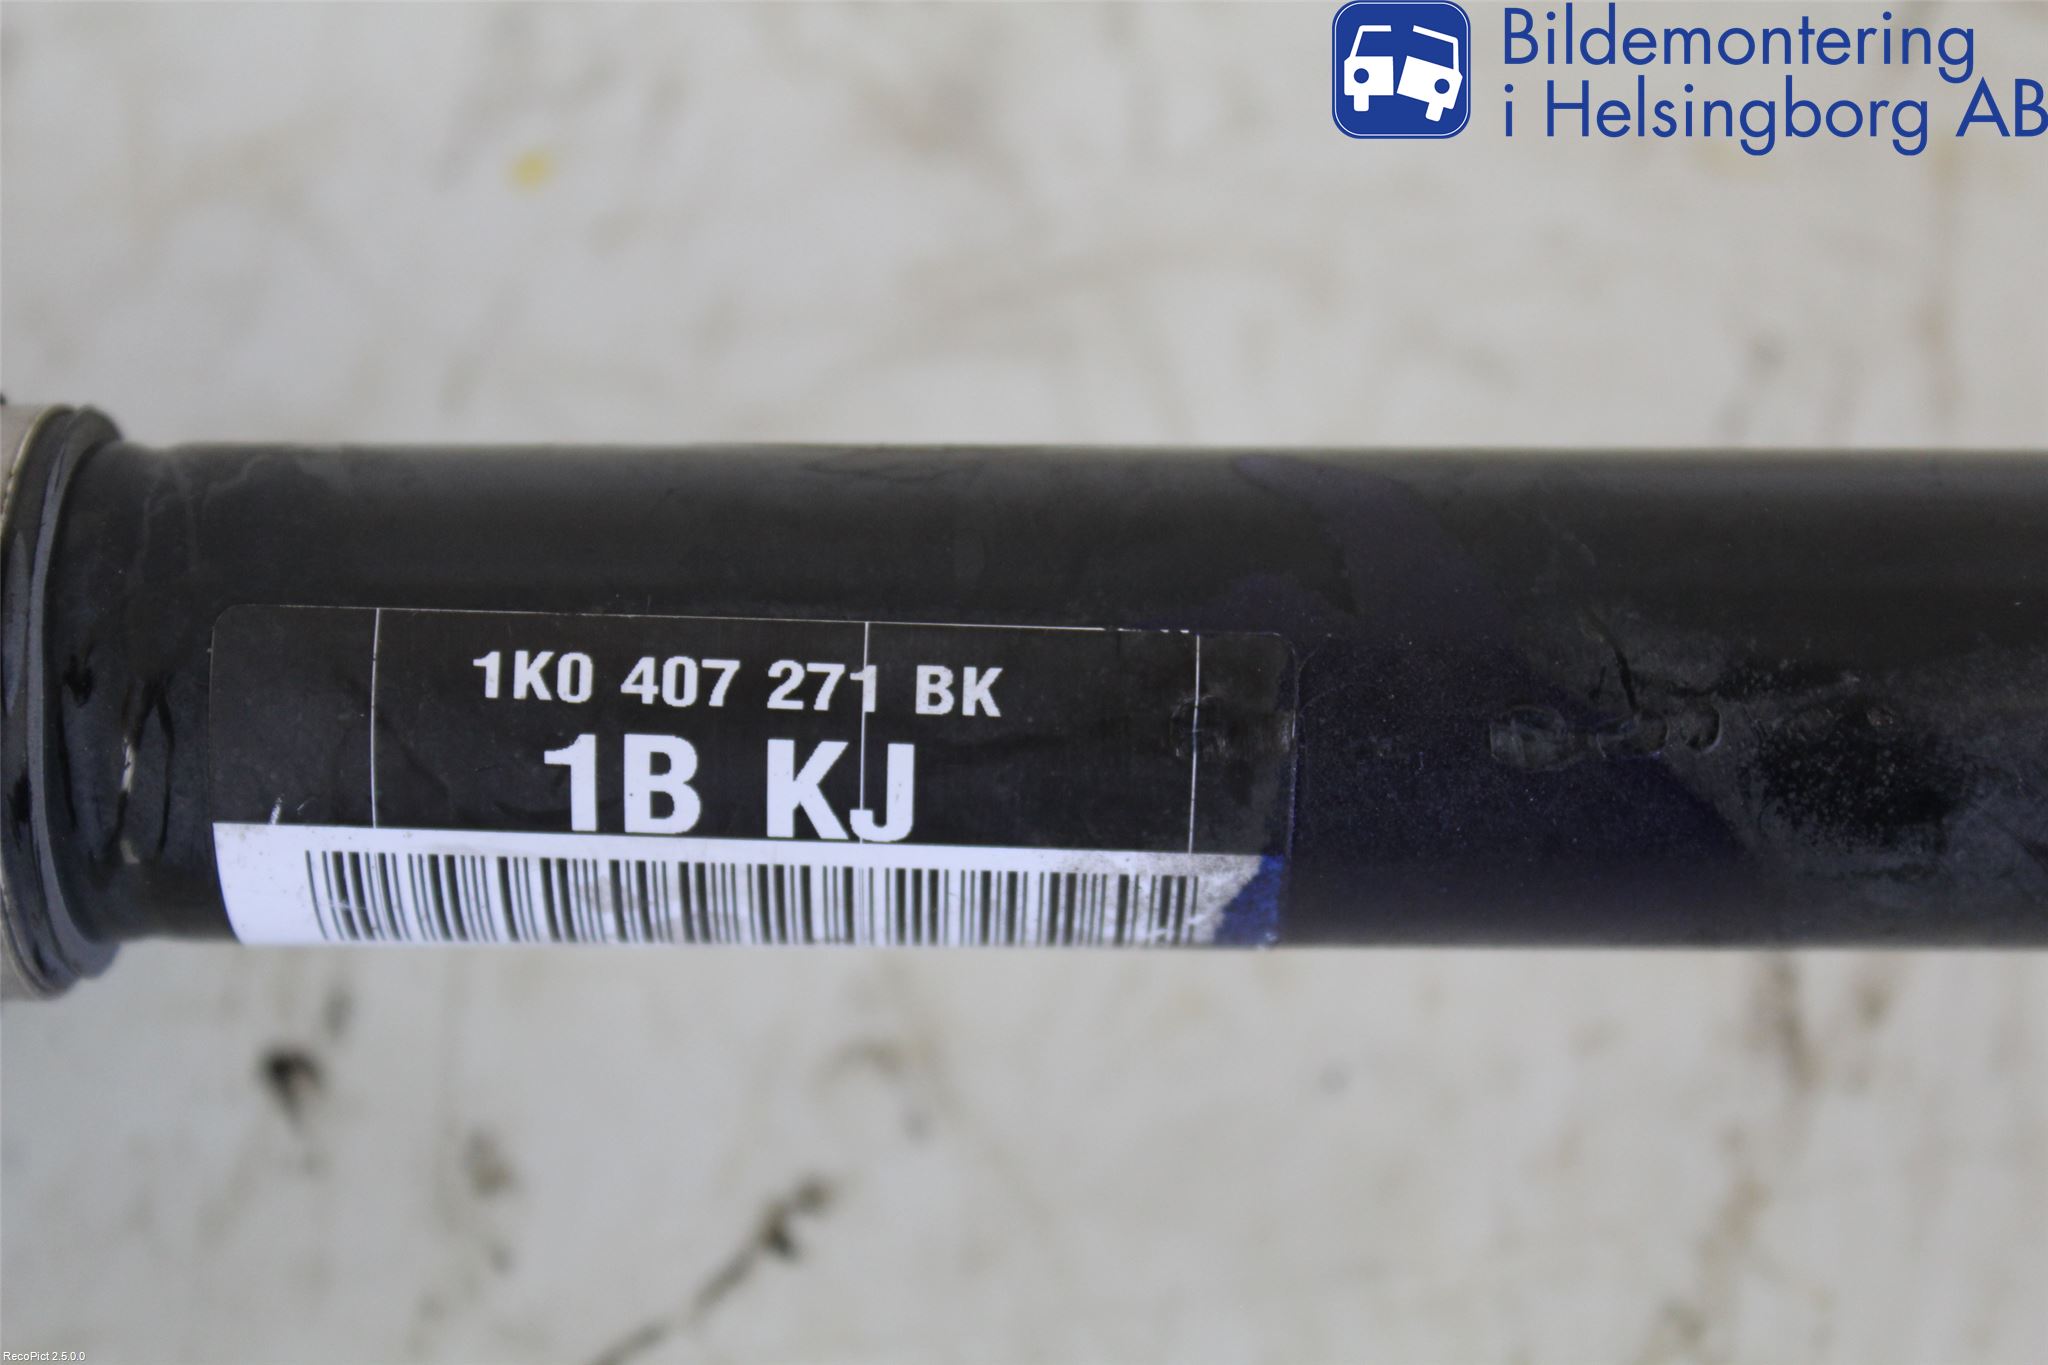 Bildemontering
i Helsingborg AB
1K0 407 271 BK
1B KJ
RecoPict 2.5.0.0